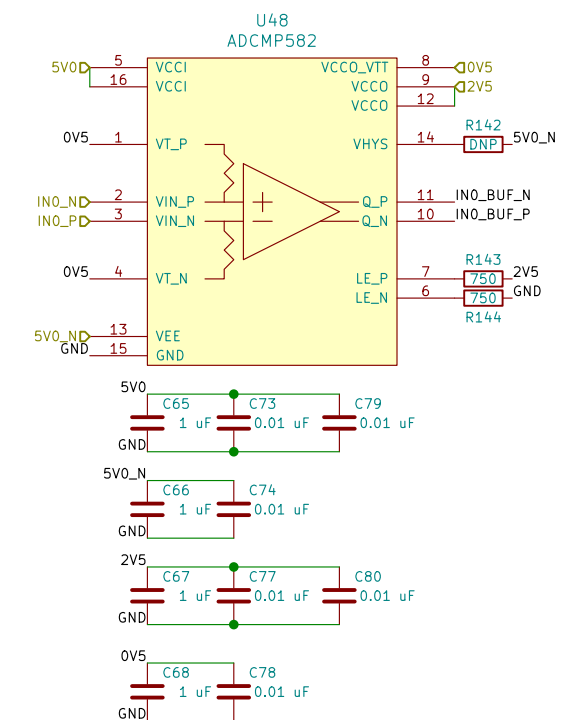 U48
ADCMP582
5V0 5 VCCI VCCO_VTT 8 0V5
16 VCCI VCCO 9 2V5
VCCO 12
R142
0V5 1 VT_P VHYS 14 DNP 5V0_N
IN0_N 2 VIN_P Q_P 11 IN0_BUF_N
IN0_P 3 VIN_N Q_N 10 IN0_BUF_P
R143
0V5 4 VT_N LE_P 7 750 2V5
LE_N 6 750 GND
R144
5V0_N 13 VEE
GND 15 GND
5V0
C65 C73 C79
1 uF 0.01 uF 0.01 uF
GND
5V0_N
C66 C74
1 uF 0.01 uF
GND
2V5
C67 C77 C80
1 uF 0.01 uF 0.01 uF
GND
0V5
C68 C78
1 uF 0.01 uF
GND